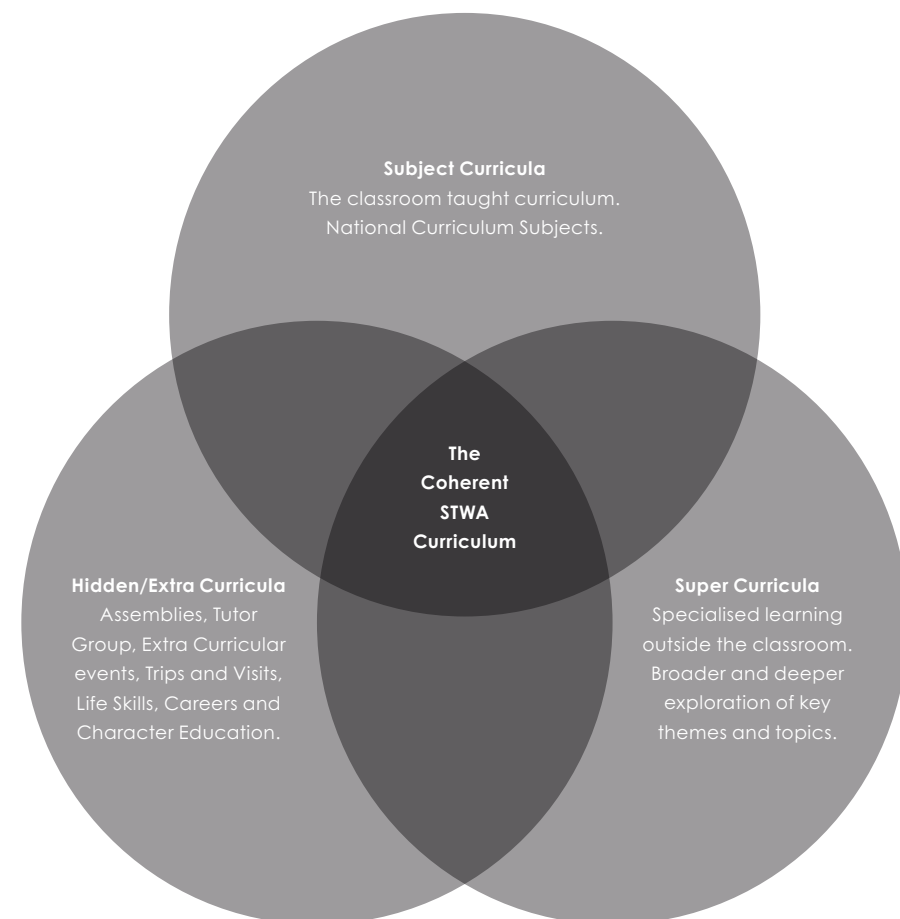 Subject Curricula
The classroom taught curriculum.
National Curriculum Subjects.
The
Coherent
STWA
Curriculum
Hidden/Extra Curricula
Assemblies, Tutor
Group, Extra Curricular
events, Trips and Visits,
Life Skills, Careers and
Character Education.
Super Curricula
Specialised learning
outside the classroom.
Broader and deeper
exploration of key
themes and topics.